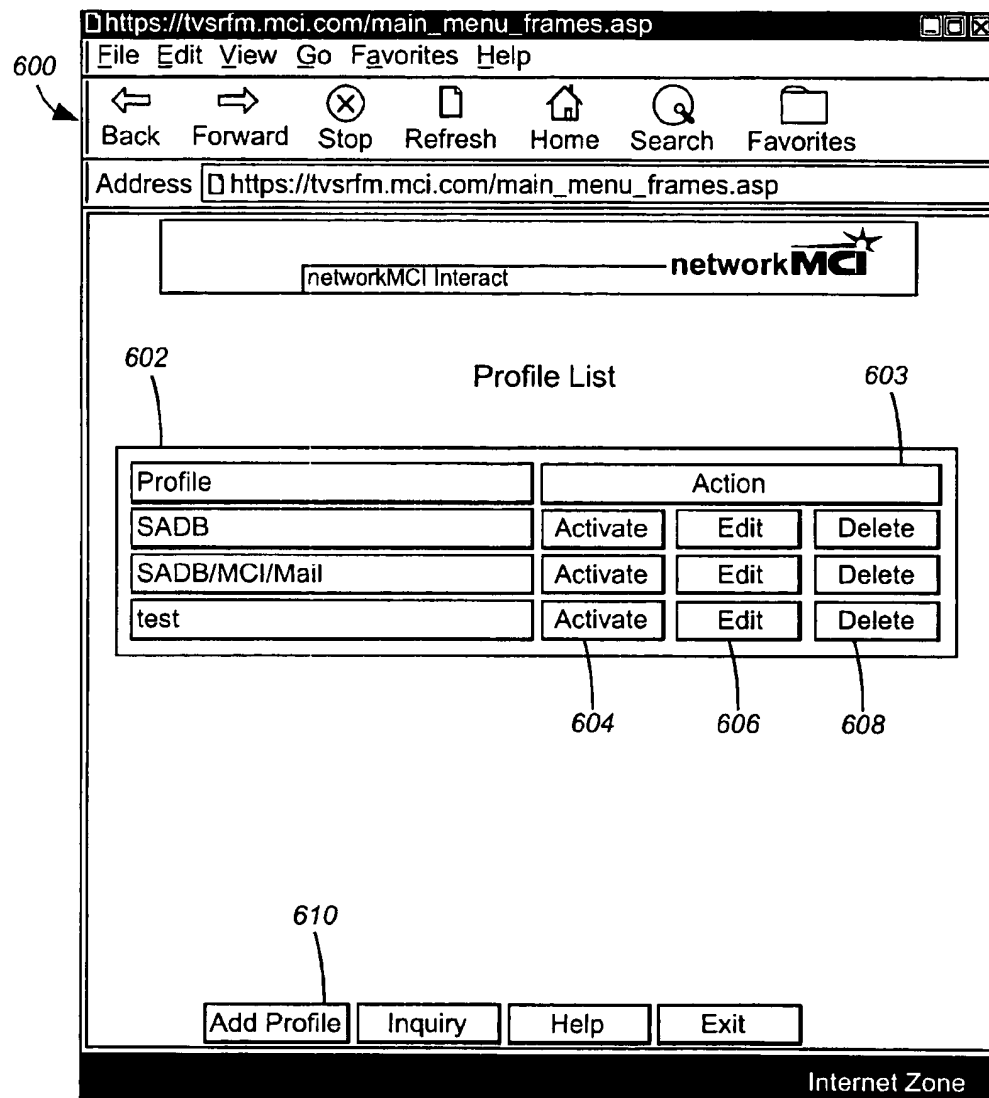 https://tvsrfm.mci.com/main_menu_frames.asp
File Edit View Go Favorites Help
600
Back Forward Stop Refresh Home Search Favorites
Address https://tvsrfm.mci.com/main_menu_frames.asp
networkMCI
networkMCI Interact
602
Profile List
603
Profile Action
SADB Activate Edit Delete
SADB/MCI/Mail Activate Edit Delete
test Activate Edit Delete
604 606 608
610
Add Profile Inquiry Help Exit
Internet Zone